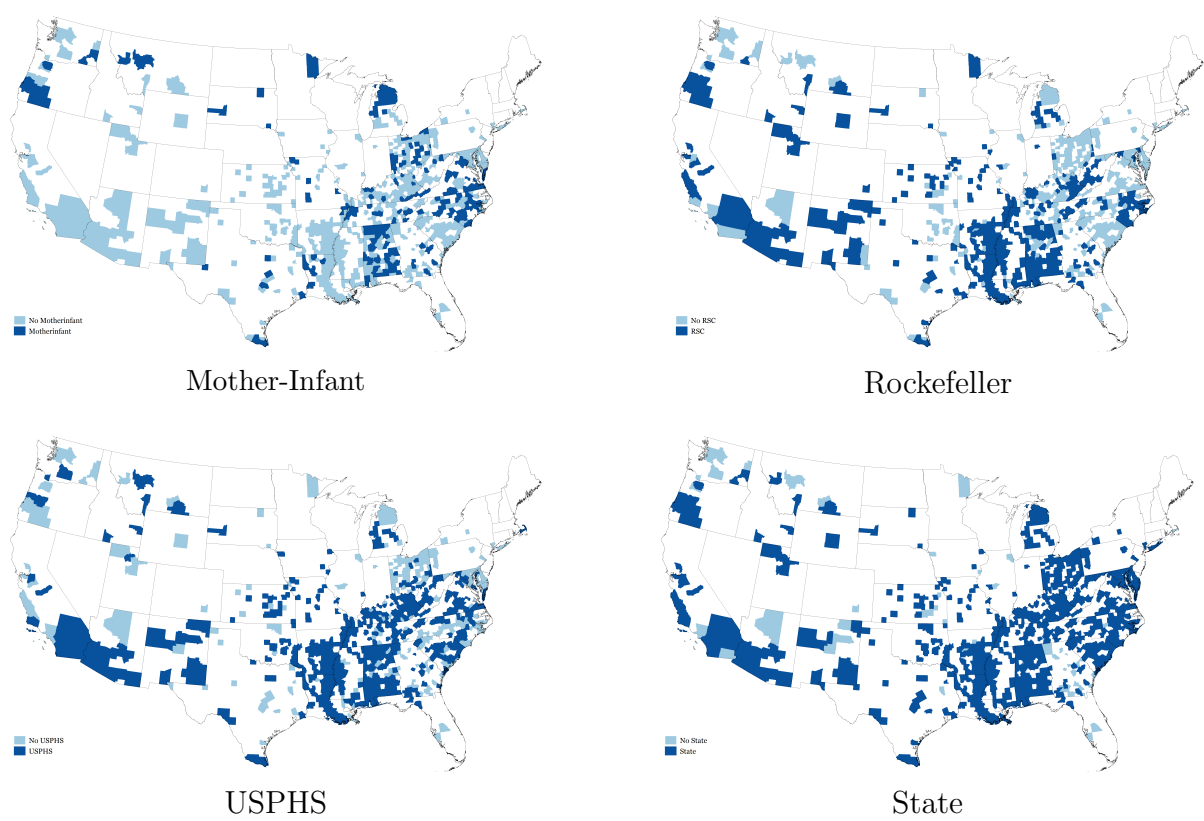 No Motherinfant
Motherinfant
Mother-Infant
No RSC
RSC
Rockefeller
No USPHS
USPHS
USPHS
No State
State
State